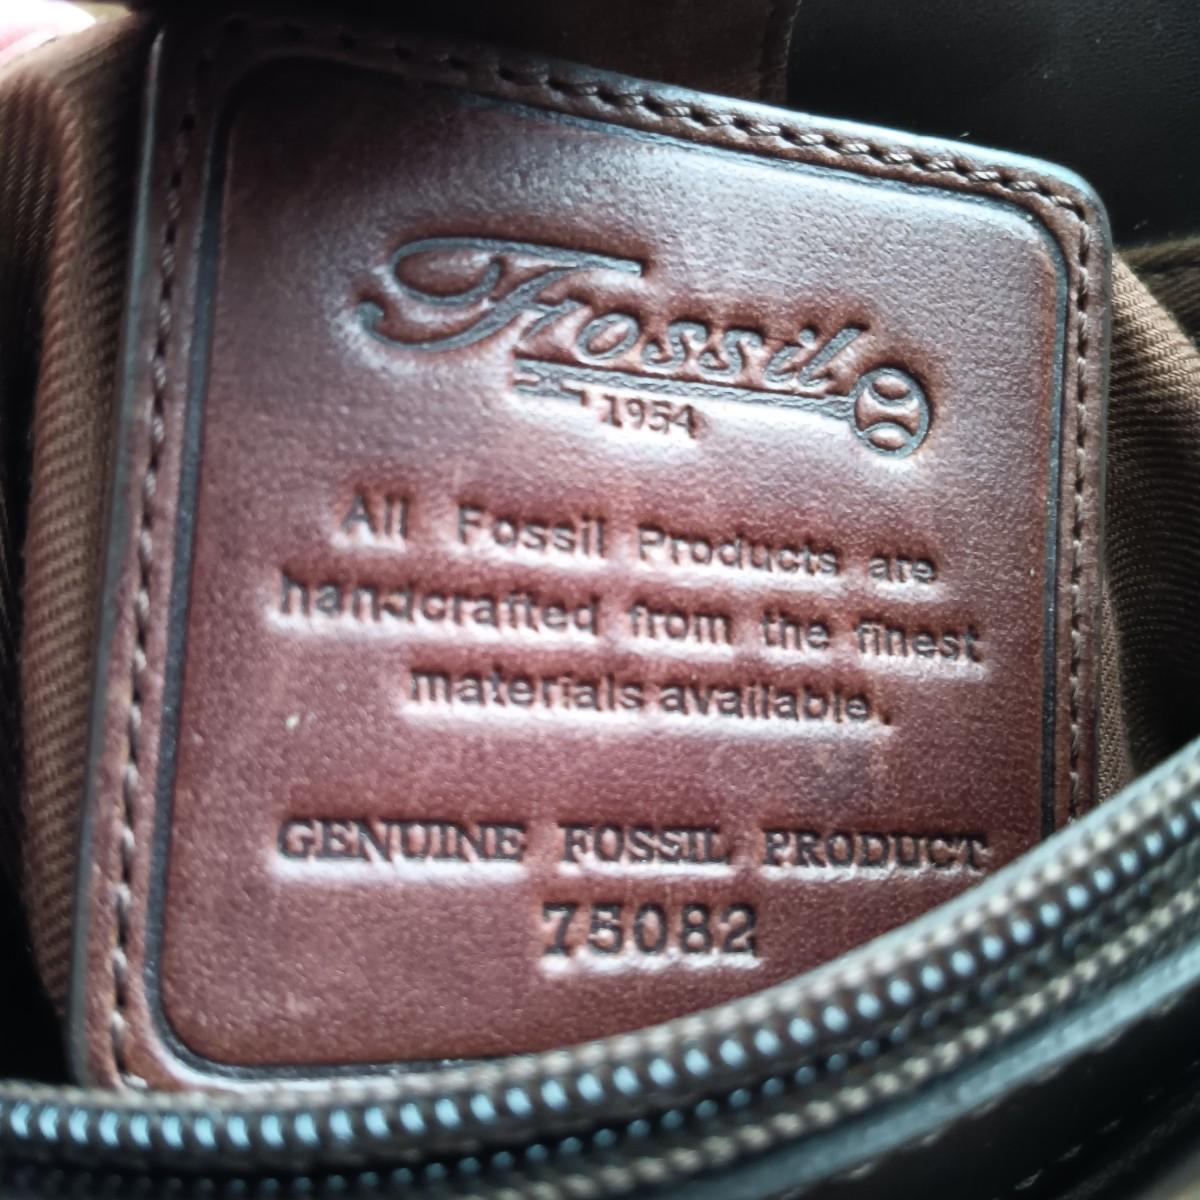 Fossil
1954
All Fossil Products are
handcrafted from the finest
materials available.
GENUINE FOSSIL PRODUCT
75082